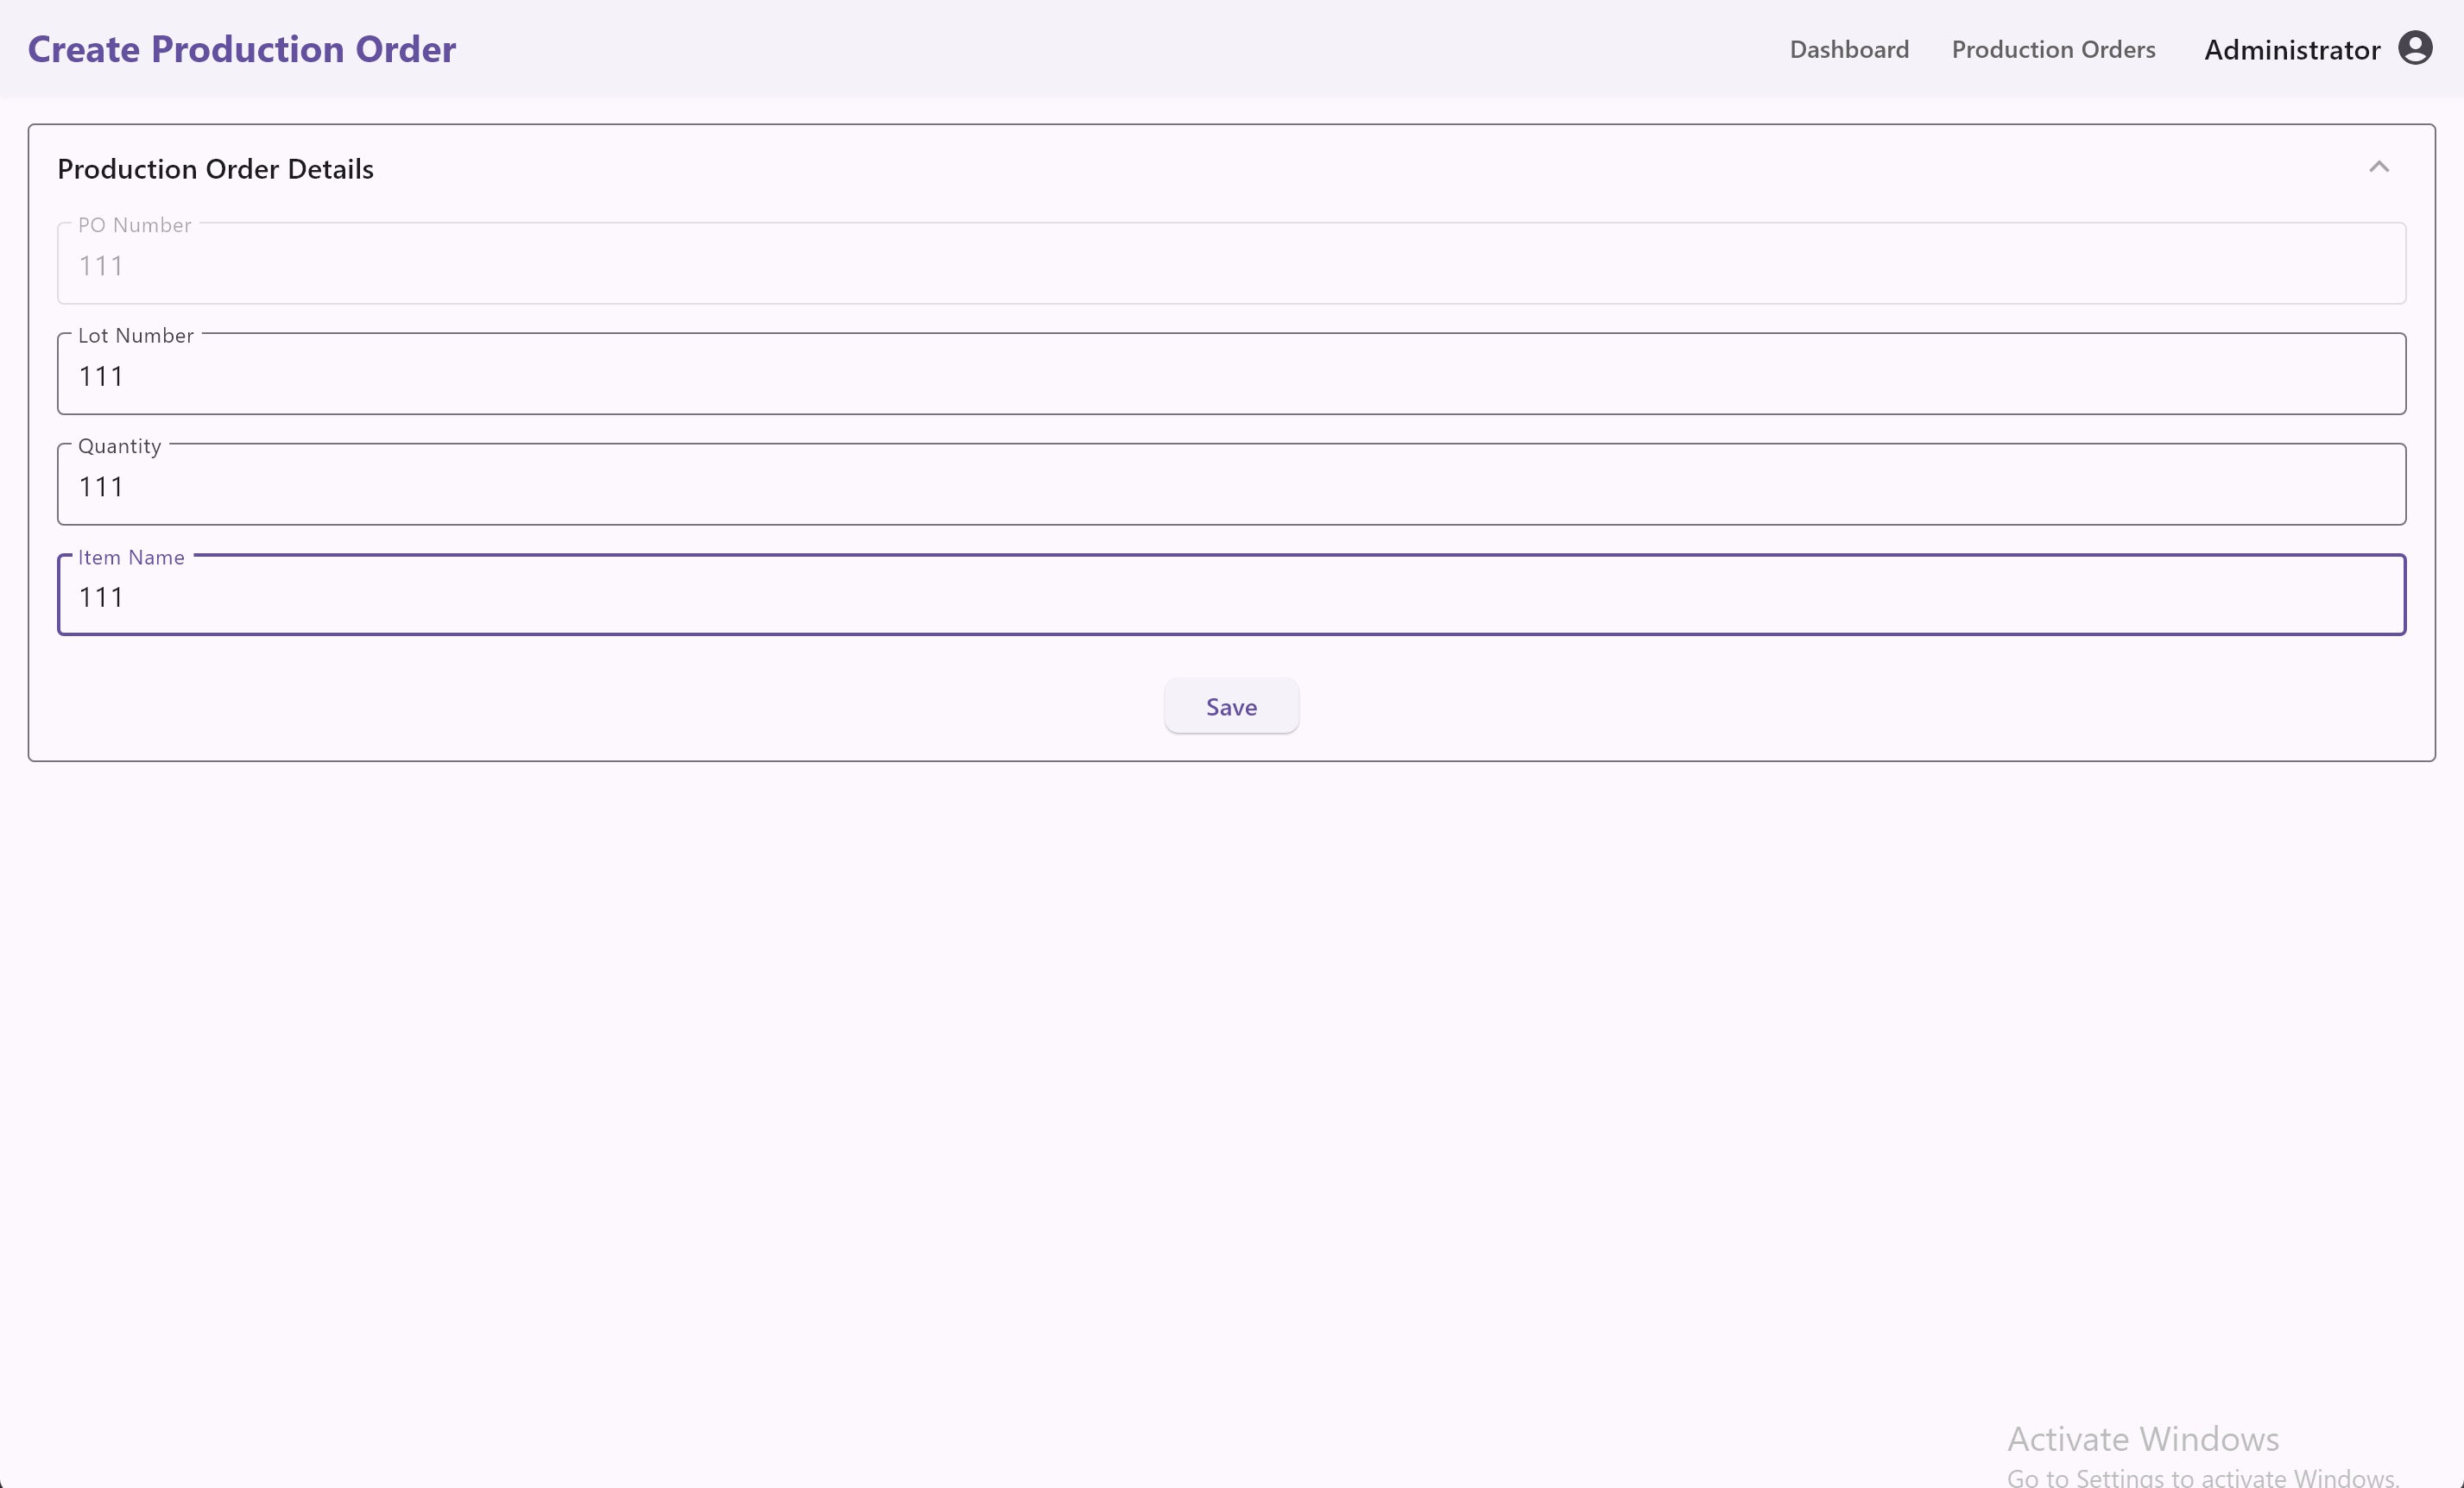 Create Production Order
Dashboard
Production Orders
Administrator
Production Order Details
PO Number
111
Lot Number
111
Quantity
111
Item Name
111
Save
Activate Windows
Go to Settings to activate Windows.